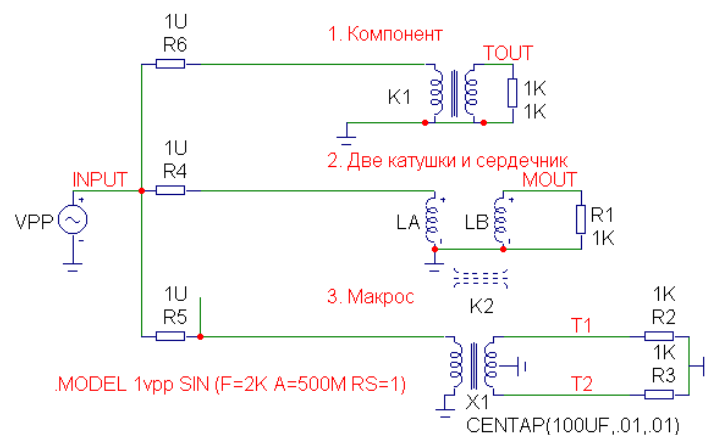 1U
R6
1. Компонент
TOUT
K1
1K
1K
1U
R4
2. Две катушки и сердечник
INPUT
MOUT
VPP
LA
LB
R1
1K
1U
R5
3. Макрос
K2
1K
R2
T1
1K
R3
T2
.MODEL 1vpp SIN (F=2K A=500M RS=1)
X1
CENTAP(100UF,.01,.01)